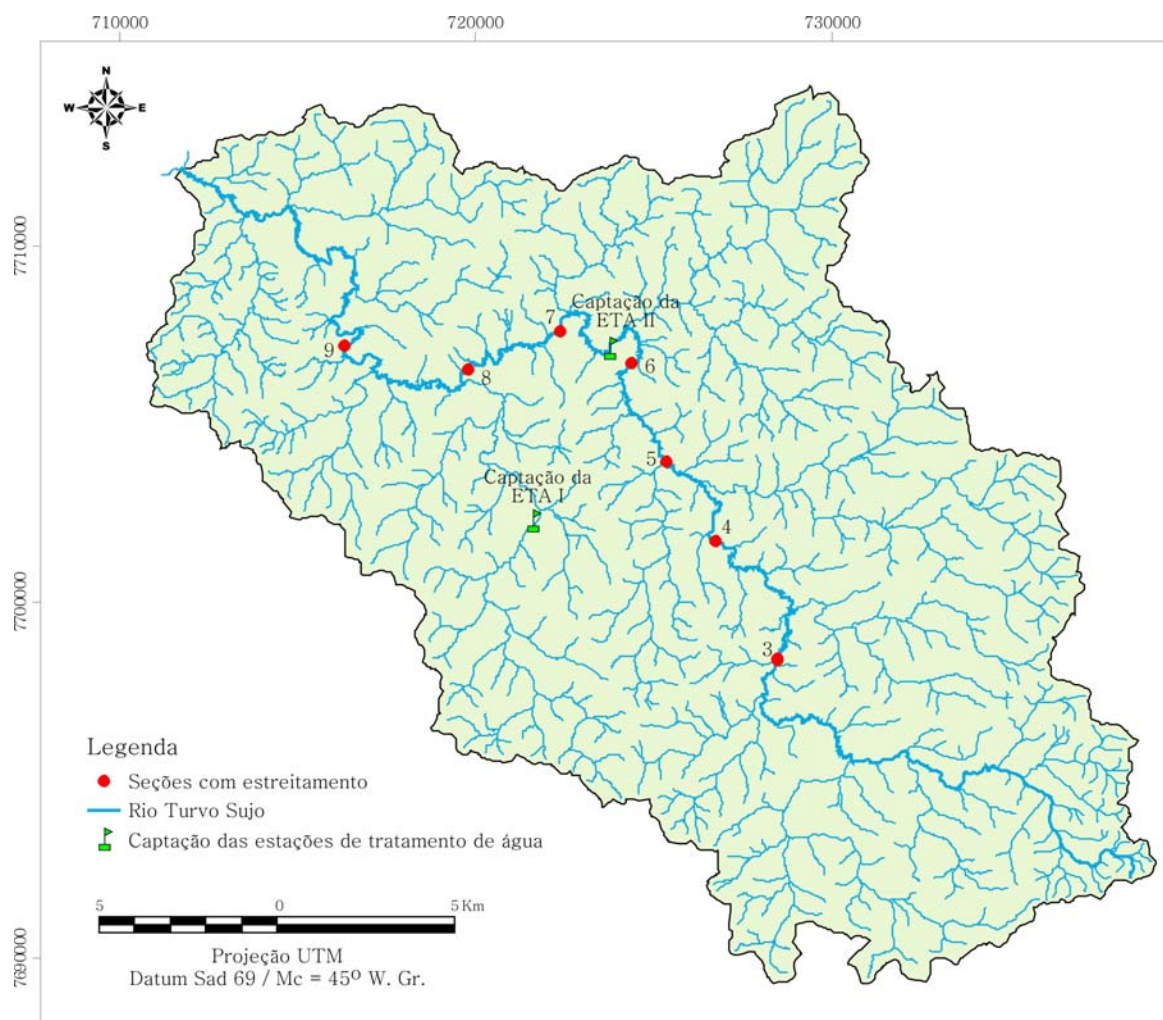 710000
720000
730000
N
W
E
S
7710000
7700000
7690000
Captação da
ETA II
7
6
9
8
5
Captação da
ETA I
4
3
Legenda
Seções com estreitamento
Rio Turvo Sujo
Captação das estações de tratamento de água
5
0
5 Km
Projeção UTM
Datum Sad 69 / Mc = 45º W. Gr.